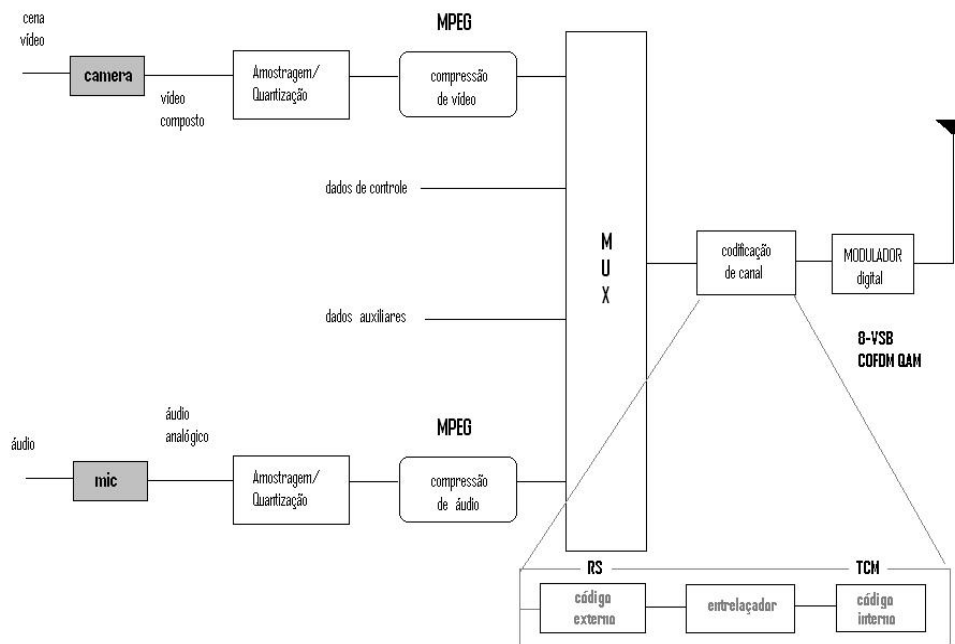 cena
vídeo
camera
vídeo
composto
Amostragem/
Quantização
MPEG
compressão
de vídeo
dados de controle
dados auxiliares
áudio
mic
áudio
analógico
Amostragem/
Quantização
MPEG
compressão
de áudio
M
U
X
codificação
de canal
MODULADOR
digital
8-VSB
COFDM QAM
RS
código
externo
entrelaçador
TCM
código
interno